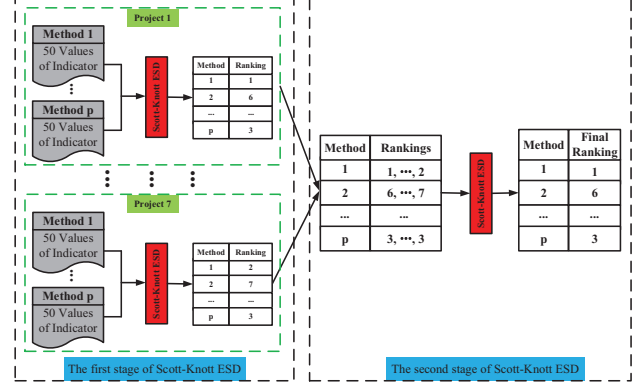 Project 1
Method 1
50 Values
of Indicator
...
Method p
50 Values
of Indicator
Scott-Knott ESD
Method Ranking
1 1
2 6
... ...
p 3
Project 7
Method 1
50 Values
of Indicator
...
Method p
50 Values
of Indicator
Scott-Knott ESD
Method Ranking
1 2
2 7
... ...
p 3
The first stage of Scott-Knott ESD
Method Rankings
1 1, ···, 2
2 6, ···, 7
... ...
p 3, ···, 3
Scott-Knott ESD
Method Final
Ranking
1 1
2 6
... ...
p 3
The second stage of Scott-Knott ESD